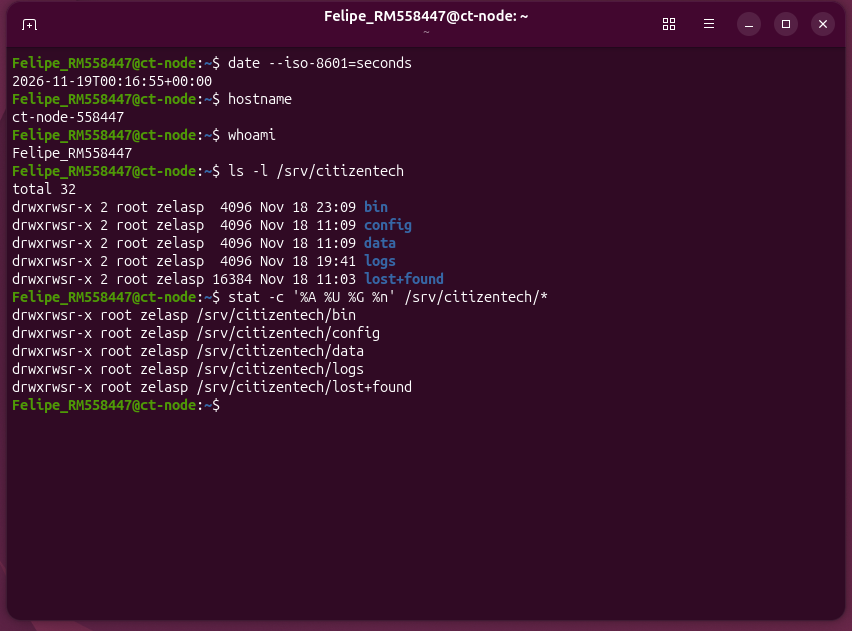 Felipe_RM558447@ct-node: ~
~
Felipe_RM558447@ct-node:~$ date --iso-8601=seconds
2026-11-19T00:16:55+00:00
Felipe_RM558447@ct-node:~$ hostname
ct-node-558447
Felipe_RM558447@ct-node:~$ whoami
Felipe_RM558447
Felipe_RM558447@ct-node:~$ ls -l /srv/citizentech
total 32
drwxrwsr-x 2 root zelasp  4096 Nov 18 23:09 bin
drwxrwsr-x 2 root zelasp  4096 Nov 18 11:09 config
drwxrwsr-x 2 root zelasp  4096 Nov 18 11:09 data
drwxrwsr-x 2 root zelasp  4096 Nov 18 19:41 logs
drwxrwsr-x 2 root zelasp 16384 Nov 18 11:03 lost+found
Felipe_RM558447@ct-node:~$ stat -c '%A %U %G %n' /srv/citizentech/*
drwxrwsr-x root zelasp /srv/citizentech/bin
drwxrwsr-x root zelasp /srv/citizentech/config
drwxrwsr-x root zelasp /srv/citizentech/data
drwxrwsr-x root zelasp /srv/citizentech/logs
drwxrwsr-x root zelasp /srv/citizentech/lost+found
Felipe_RM558447@ct-node:~$